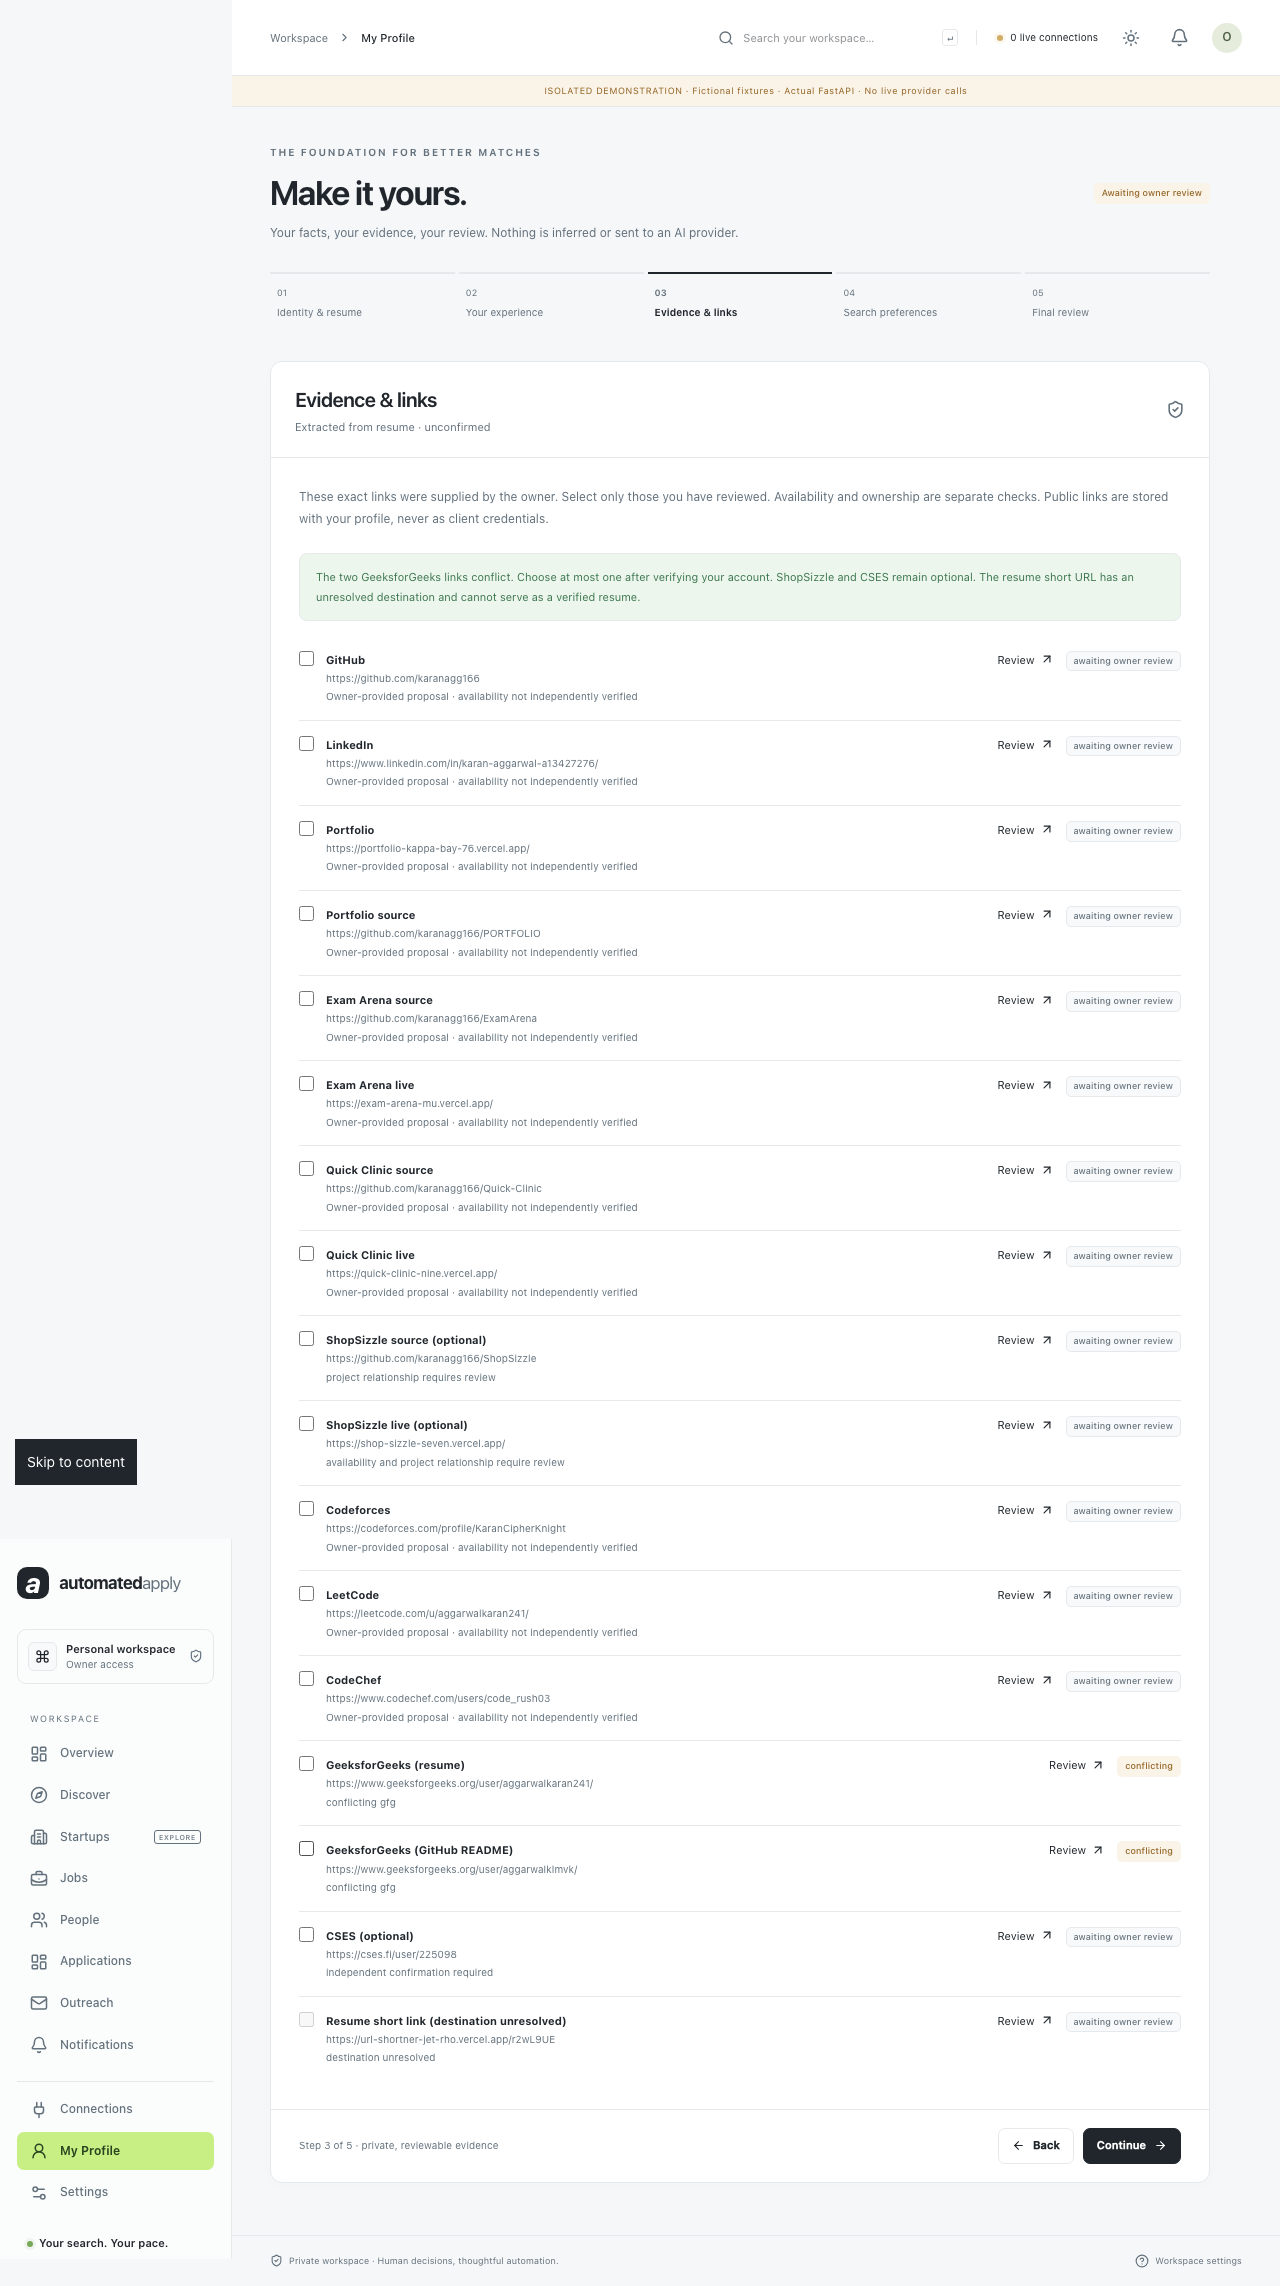 Workspace
My Profile
Search your workspace...
↵
0 live connections
O
ISOLATED DEMONSTRATION · Fictional fixtures · Actual FastAPI · No live provider calls
THE FOUNDATION FOR BETTER MATCHES
Make it yours.
Awaiting owner review
Your facts, your evidence, your review. Nothing is inferred or sent to an AI provider.
01
Identity & resume
02
Your experience
03
Evidence & links
04
Search preferences
05
Final review
Evidence & links
Extracted from resume · unconfirmed
These exact links were supplied by the owner. Select only those you have reviewed. Availability and ownership are separate checks. Public links are stored
with your profile, never as client credentials.
The two GeeksforGeeks links conflict. Choose at most one after verifying your account. ShopSizzle and CSES remain optional. The resume short URL has an
unresolved destination and cannot serve as a verified resume.
GitHub
Review
awaiting owner review
https://github.com/karanagg166
Owner-provided proposal · availability not independently verified
LinkedIn
Review
awaiting owner review
https://www.linkedin.com/in/karan-aggarwal-a13427276/
Owner-provided proposal · availability not independently verified
Portfolio
Review
awaiting owner review
https://portfolio-kappa-bay-76.vercel.app/
Owner-provided proposal · availability not independently verified
Portfolio source
Review
awaiting owner review
https://github.com/karanagg166/PORTFOLIO
Owner-provided proposal · availability not independently verified
Exam Arena source
Review
awaiting owner review
https://github.com/karanagg166/ExamArena
Owner-provided proposal · availability not independently verified
Exam Arena live
Review
awaiting owner review
https://exam-arena-mu.vercel.app/
Owner-provided proposal · availability not independently verified
Quick Clinic source
Review
awaiting owner review
https://github.com/karanagg166/Quick-Clinic
Owner-provided proposal · availability not independently verified
Quick Clinic live
Review
awaiting owner review
https://quick-clinic-nine.vercel.app/
Owner-provided proposal · availability not independently verified
ShopSizzle source (optional)
Review
awaiting owner review
https://github.com/karanagg166/ShopSizzle
project relationship requires review
ShopSizzle live (optional)
Review
awaiting owner review
https://shop-sizzle-seven.vercel.app/
availability and project relationship require review
Codeforces
Review
awaiting owner review
https://codeforces.com/profile/KaranCipherKnight
Owner-provided proposal · availability not independently verified
LeetCode
Review
awaiting owner review
https://leetcode.com/u/aggarwalkaran241/
Owner-provided proposal · availability not independently verified
CodeChef
Review
awaiting owner review
https://www.codechef.com/users/code_rush03
Owner-provided proposal · availability not independently verified
GeeksforGeeks (resume)
Review
conflicting
https://www.geeksforgeeks.org/user/aggarwalkaran241/
conflicting gfg
GeeksforGeeks (GitHub README)
Review
conflicting
https://www.geeksforgeeks.org/user/aggarwalklmvk/
conflicting gfg
CSES (optional)
Review
awaiting owner review
https://cses.fi/user/225098
independent confirmation required
Resume short link (destination unresolved)
Review
awaiting owner review
https://url-shortner-jet-rho.vercel.app/r2wL9UE
destination unresolved
Step 3 of 5 · private, reviewable evidence
Back
Continue
Skip to content
a
automatedapply
⌘
Personal workspace
Owner access
WORKSPACE
Overview
Discover
Startups
EXPLORE
Jobs
People
Applications
Outreach
Notifications
Connections
My Profile
Settings
Your search. Your pace.
Private workspace · Human decisions, thoughtful automation.
Workspace settings